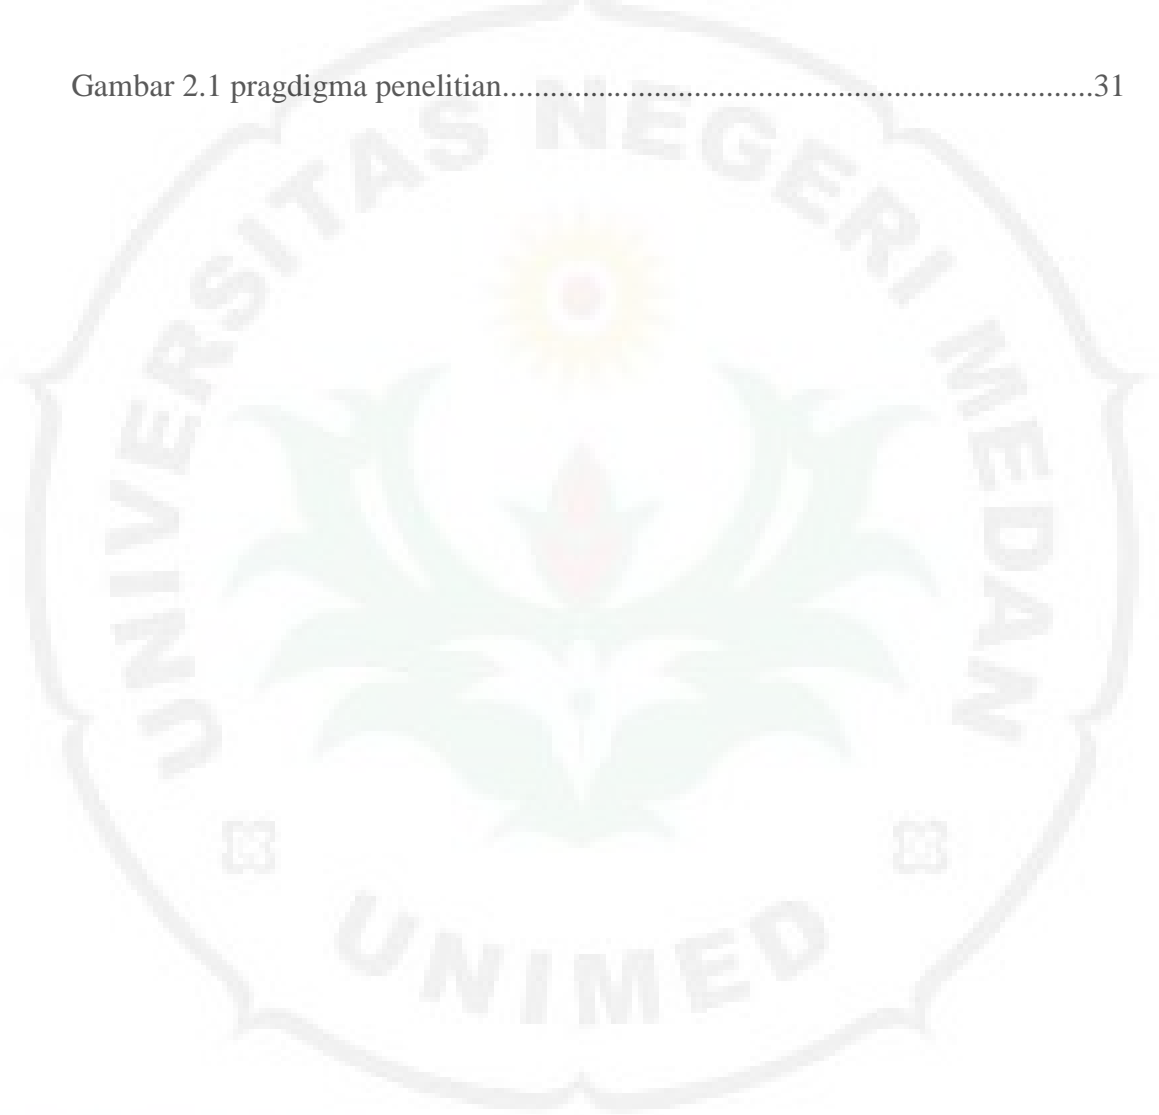 Gambar 2.1 pragdigma penelitian..........................................................................31
UNIVERSITAS NEGERI MEDAN
UNIMED